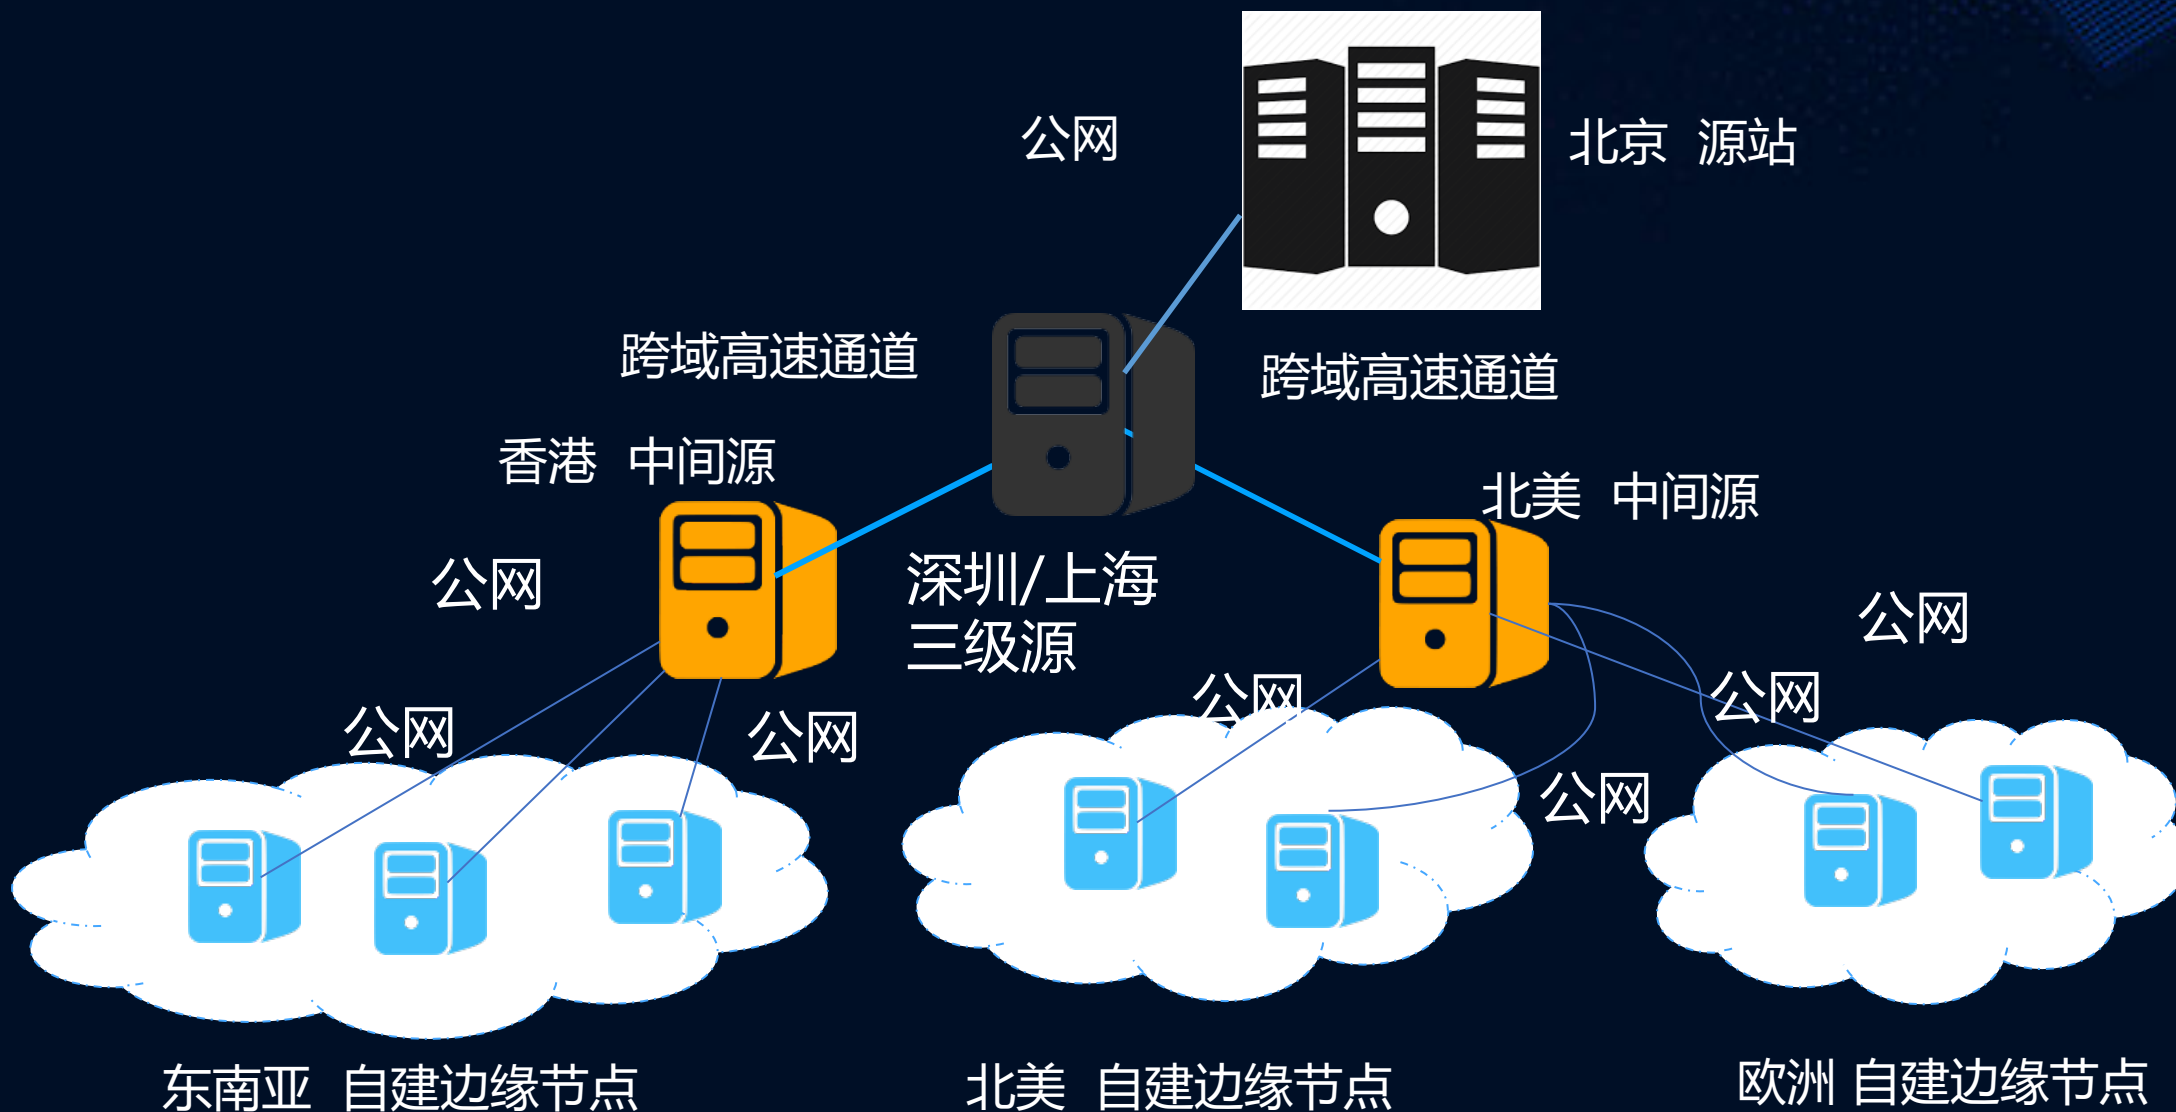 公网
北京 源站
跨域高速通道
跨域高速通道
香港 中间源
北美 中间源
深圳/上海
三级源
公网
公网
公网
公网
公网
公网
公网
东南亚 自建边缘节点
北美 自建边缘节点
欧洲 自建边缘节点